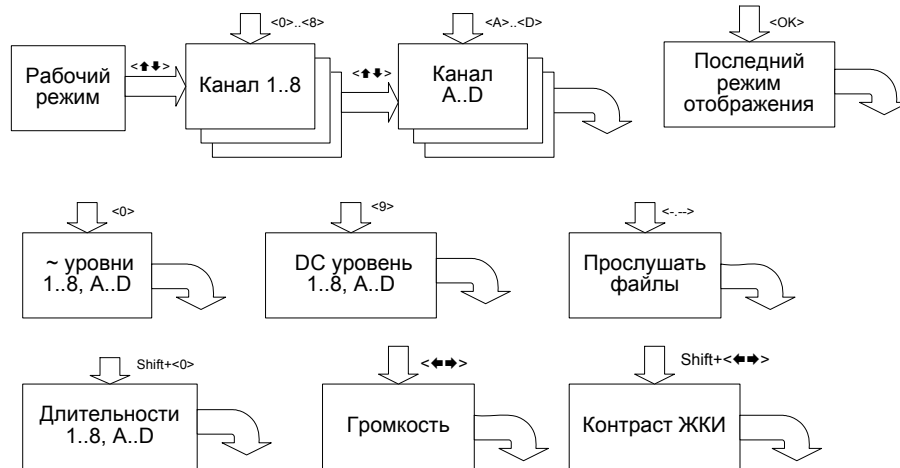 <0>..<8>
<A>..<D>
<OK>
Рабочий
режим
<⬆⬇>
Канал 1..8
<⬆⬇>
Канал
A..D
Последний
режим
отображения
<0>
<9>
<-.-->
~ уровни
1..8, A..D
DC уровень
1..8, A..D
Прослушать
файлы
Shift+<0>
<⬅➡>
Shift+<⬅➡>
Длительности
1..8, A..D
Громкость
Контраст ЖКИ